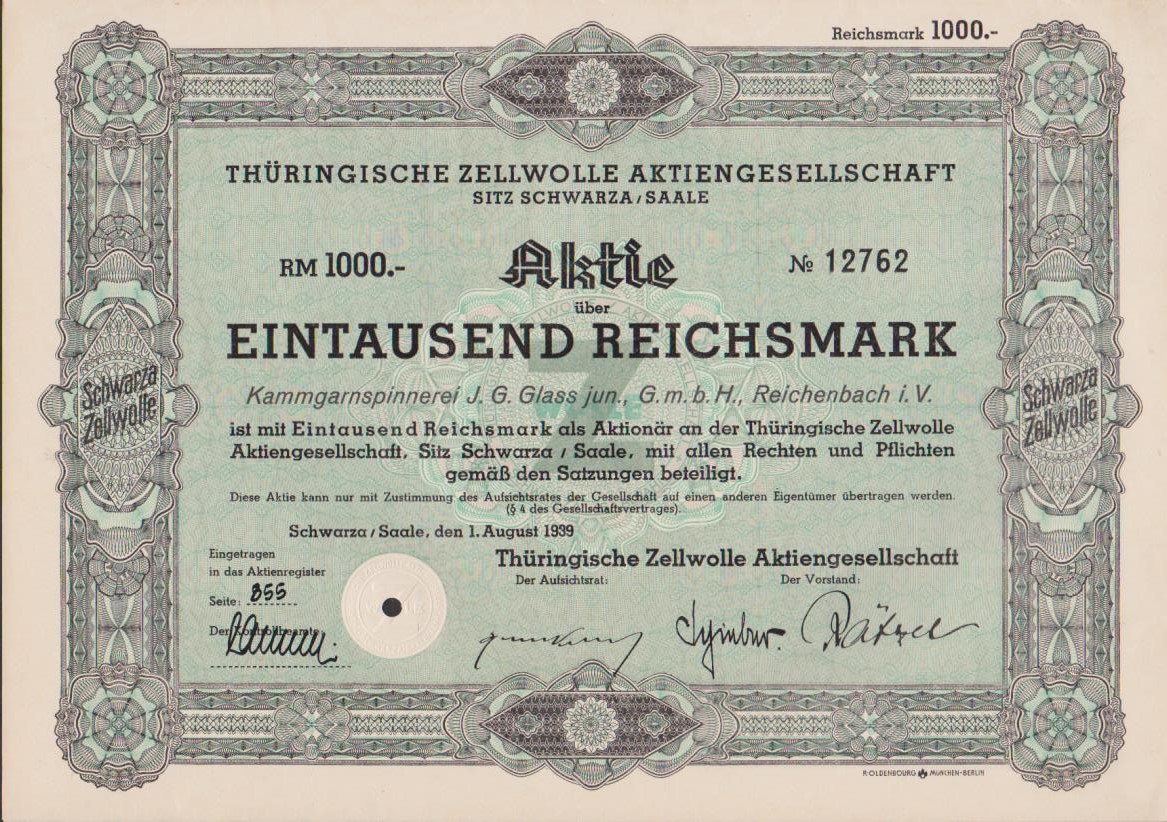 Reichsmark 1000.-
THÜRINGISCHE ZELLWOLLE AKTIENGESELLSCHAFT
SITZ SCHWARZA/SAALE
RM 1000.- Aktie № 12762
über
EINTAUSEND REICHSMARK
Kammgarnspinnerei J. G. Glass jun., G. m. b. H., Reichenbach i. V.
ist mit Eintausend Reichsmark als Aktionär an der Thüringische Zellwolle
Aktiengesellschaft, Sitz Schwarza / Saale, mit allen Rechten und Pflichten
gemäß den Satzungen beteiligt.
Diese Aktie kann nur mit Zustimmung des Aufsichtsrates der Gesellschaft auf einen anderen Eigentümer übertragen werden.
(§ 4 des Gesellschaftsvertrages).
Schwarza/Saale, den 1. August 1939
Eingetragen
in das Aktienregister
Seite: 855
Der Kontrollbeamte
Thüringische Zellwolle Aktiengesellschaft
Der Aufsichtsrat: Der Vorstand:
Rätzel
Schwarza
Zellwolle
Schwarza
Zellwolle
R·OLDENBOURG MÜNCHEN-BERLIN